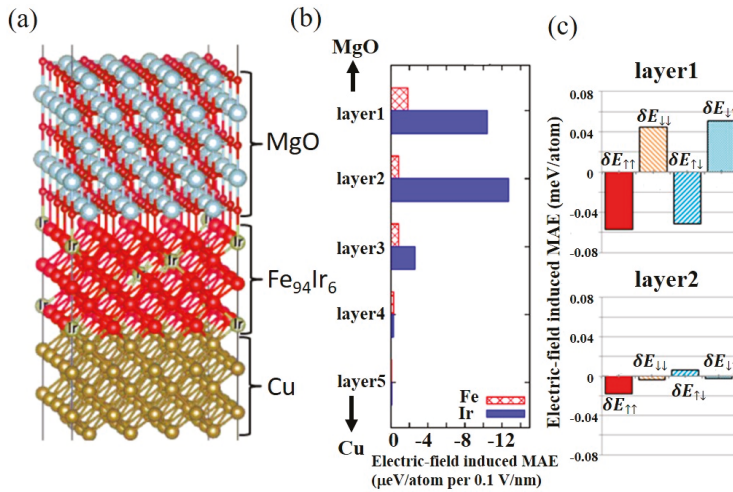 (a)
MgO
Fe94Ir6
Cu
Ir
Ir
Ir
Ir
Ir
Ir
(b)
MgO
layer1
layer2
layer3
layer4
layer5
Cu
Fe
Ir
0 -4 -8 -12
Electric-field induced MAE
(μeV/atom per 0.1 V/nm)
(c)
Electric-field induced MAE (meV/atom)
layer1
0.08
0.04
0
-0.04
-0.08
δE↑↑
δE↓↓
δE↑↓
layer2
0.08
0.04
0
-0.04
-0.08
δE↑↑
δE↓↓
δE↑↓